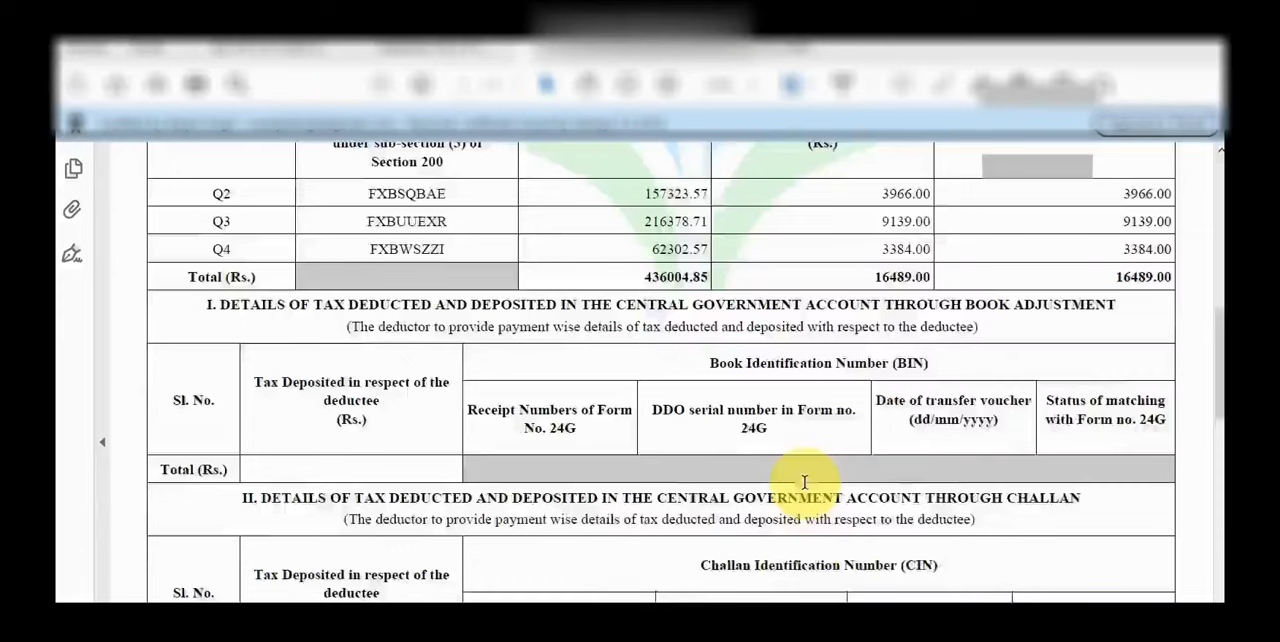 under sub-section (3) of
Section 200
(Rs.)
Q2 FXBSQBAE 157323.57 3966.00 3966.00
Q3 FXBUUEXR 216378.71 9139.00 9139.00
Q4 FXBWSZZI 62302.57 3384.00 3384.00
Total (Rs.) 436004.85 16489.00 16489.00
I. DETAILS OF TAX DEDUCTED AND DEPOSITED IN THE CENTRAL GOVERNMENT ACCOUNT THROUGH BOOK ADJUSTMENT
(The deductor to provide payment wise details of tax deducted and deposited with respect to the deductee)
Sl. No.
Tax Deposited in respect of the
deductee
(Rs.)
Book Identification Number (BIN)
Receipt Numbers of Form
No. 24G
DDO serial number in Form no.
24G
Date of transfer voucher
(dd/mm/yyyy)
Status of matching
with Form no. 24G
Total (Rs.)
II. DETAILS OF TAX DEDUCTED AND DEPOSITED IN THE CENTRAL GOVERNMENT ACCOUNT THROUGH CHALLAN
(The deductor to provide payment wise details of tax deducted and deposited with respect to the deductee)
Sl. No.
Tax Deposited in respect of the
deductee
Challan Identification Number (CIN)